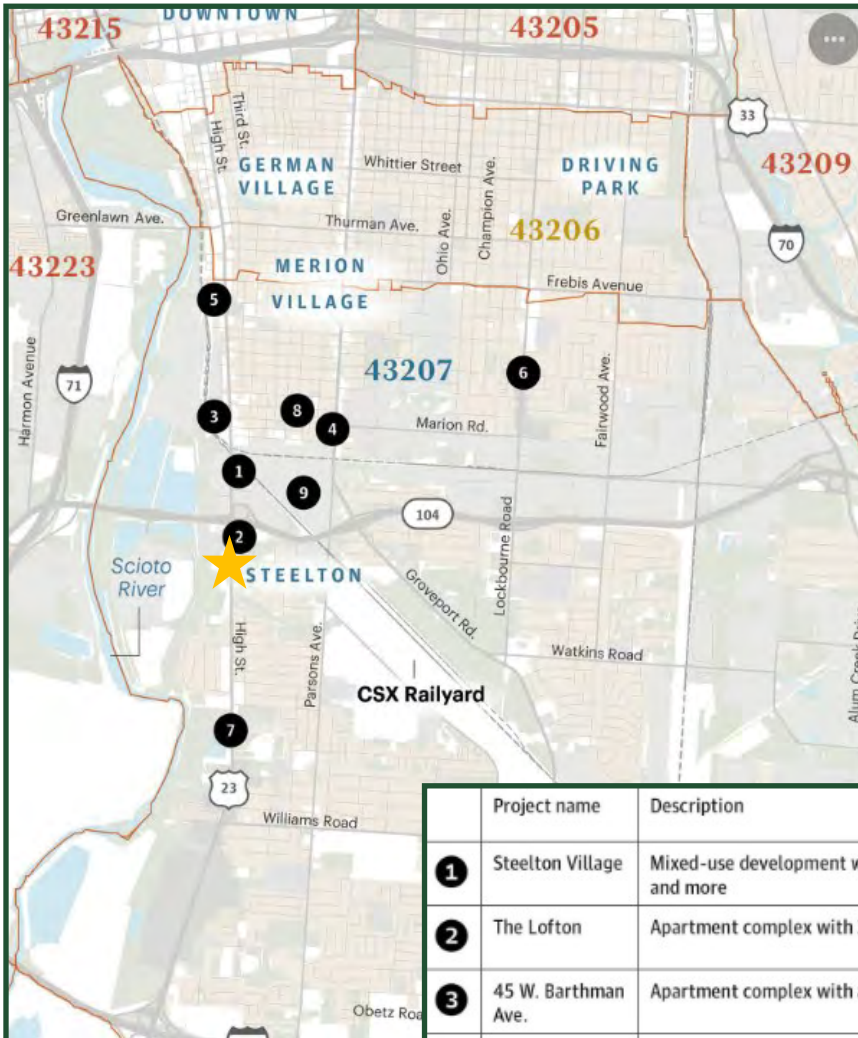 DOWNTOWN
43215
43205
33
Third St.
High St.
Whittier Street
GERMAN
VILLAGE
Champion Ave.
DRIVING
PARK
43209
Greenlawn Ave.
Thurman Ave.
Ohio Ave.
43206
70
43223
MERION
VILLAGE
Frebis Avenue
5
71
Harmon Avenue
43207
6
Fairwood Ave.
3
8
4
Marion Rd.
1
9
104
Lockbourne Road
2
Scioto
River
STEELTON
Groveport Rd.
High St.
Parsons Ave.
Watkins Road
CSX Railyard
7
23
Williams Road
Project name Description
1 Steelton Village Mixed-use development
and more
2 The Lofton Apartment complex with
3 45 W. Barthman Apartment complex with
Ave.